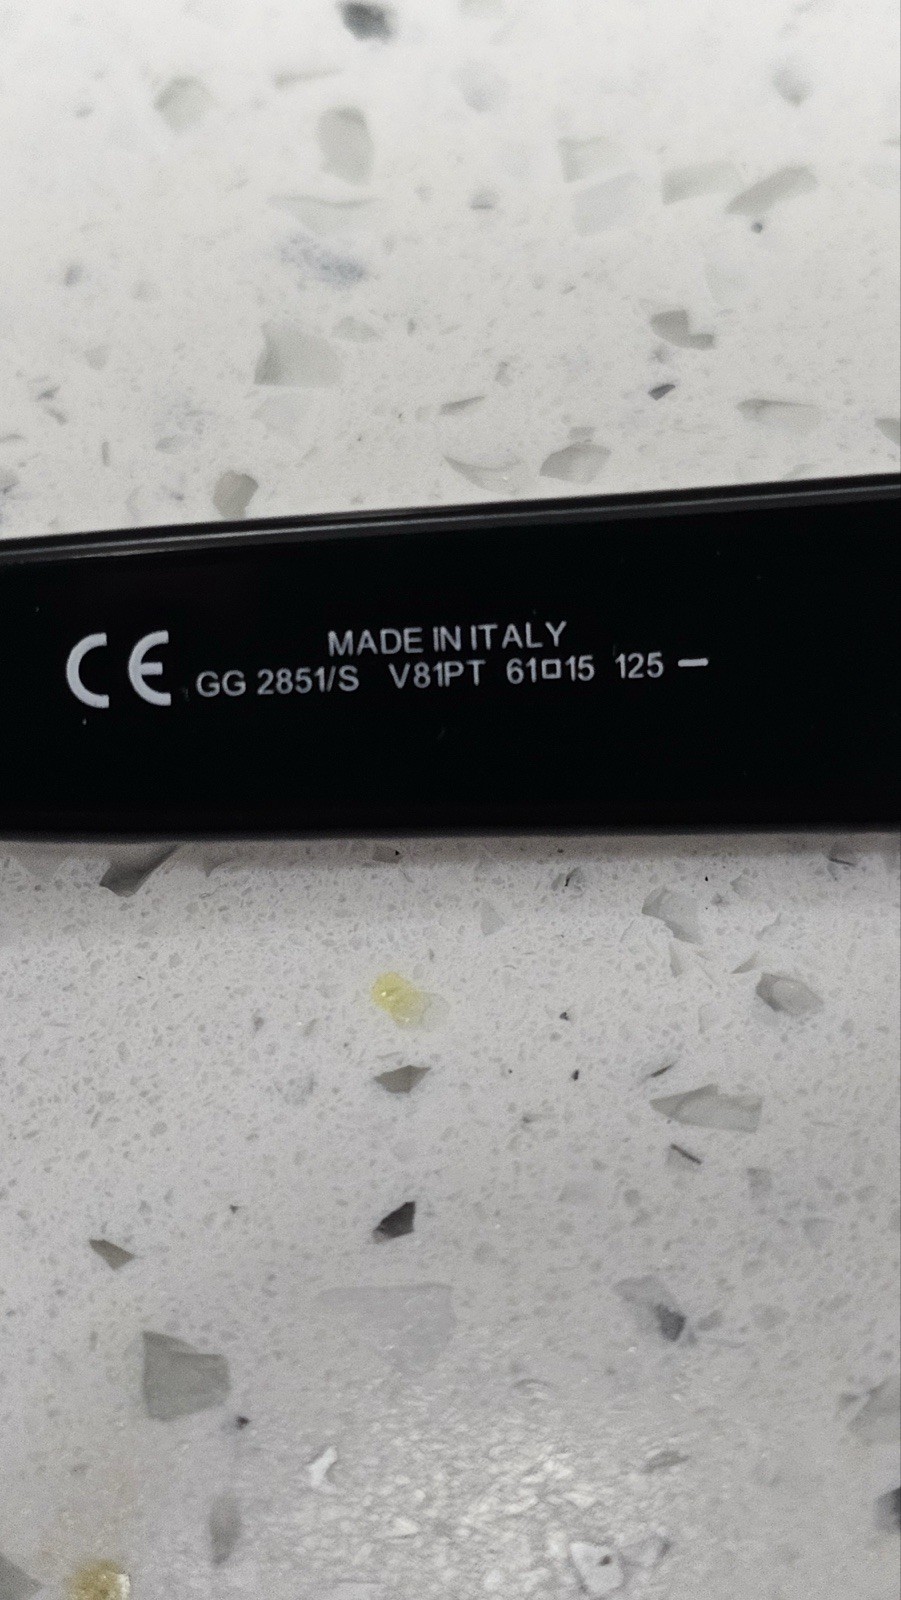 MADE IN ITALY
CE GG 2851/S V81PT 61□15 125 –